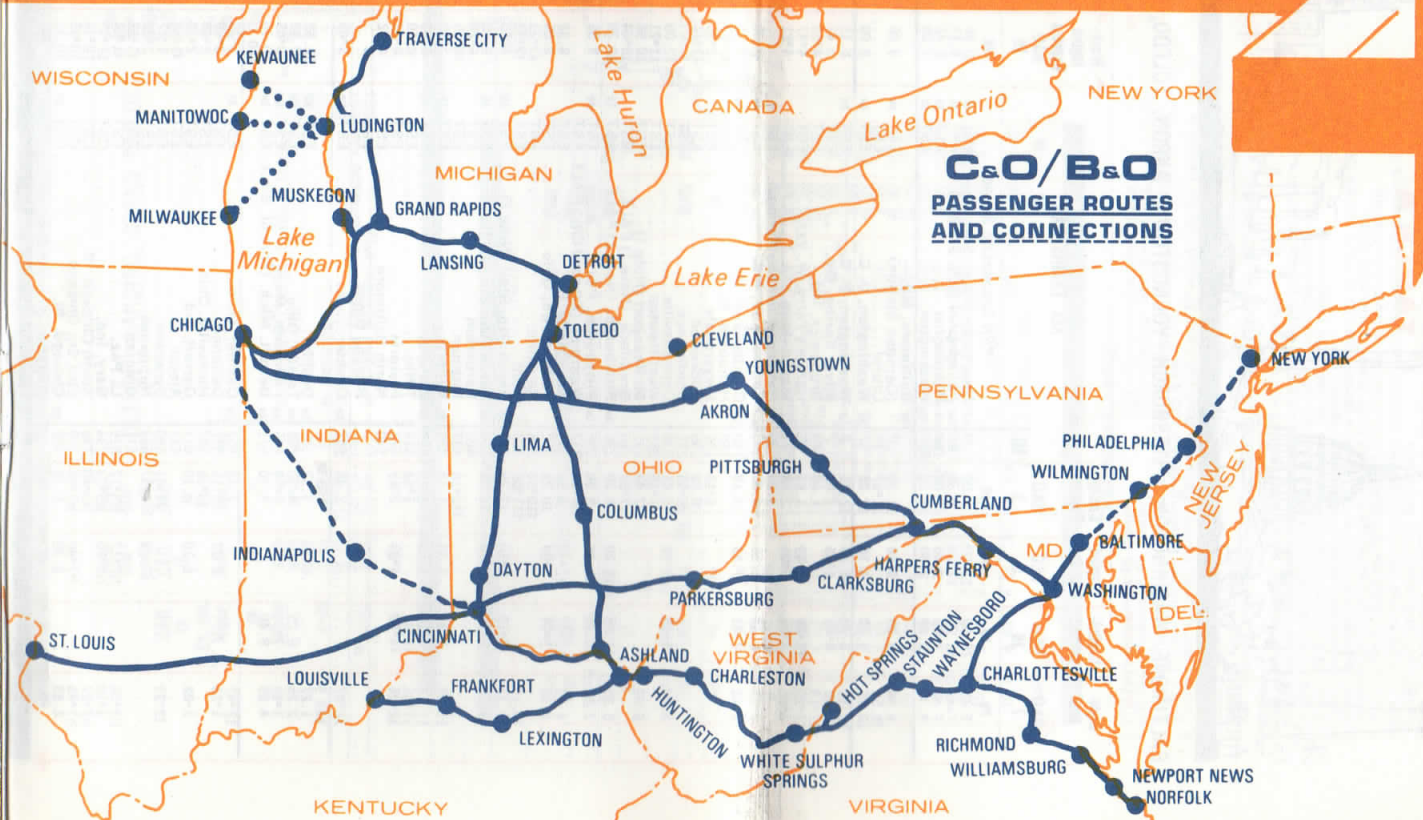 C&O/B&O
PASSENGER ROUTES
AND CONNECTIONS
TRAVERSE CITY
KEWAUNEE
WISCONSIN
MANITOWOC
LUDINGTON
Lake Huron
CANADA
Lake Ontario
NEW YORK
MICHIGAN
MUSKEGON
GRAND RAPIDS
MILWAUKEE
Lake
Michigan
LANSING
DETROIT
Lake Erie
CHICAGO
TOLEDO
CLEVELAND
YOUNGSTOWN
NEW YORK
AKRON
PENNSYLVANIA
INDIANA
LIMA
ILLINOIS
OHIO
PITTSBURGH
PHILADELPHIA
WILMINGTON
NEW
JERSEY
CUMBERLAND
COLUMBUS
INDIANAPOLIS
DAYTON
CLARKSBURG
HARPERS FERRY
MD.
BALTIMORE
PARKERSBURG
WASHINGTON
DEL.
ST. LOUIS
CINCINNATI
WEST
VIRGINIA
ASHLAND
CHARLESTON
HUNTINGTON
HOT SPRINGS
STAUNTON
WAYNESBORO
CHARLOTTESVILLE
LOUISVILLE
FRANKFORT
LEXINGTON
WHITE SULPHUR
SPRINGS
RICHMOND
WILLIAMSBURG
NEWPORT NEWS
NORFOLK
KENTUCKY
VIRGINIA